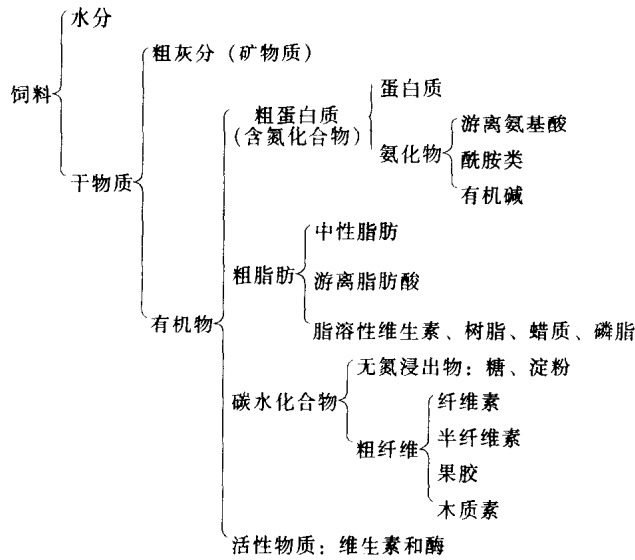 水分
粗灰分（矿物质）
饲料
蛋白质
粗蛋白质
(含氮化合物)
游离氨基酸
氨化物
酰胺类
干物质
有机碱
中性脂肪
粗脂肪
游离脂肪酸
有机物
脂溶性维生素、树脂、蜡质、磷脂
无氮浸出物：糖、淀粉
碳水化合物
纤维素
半纤维素
粗纤维
果胶
木质素
活性物质：维生素和酶